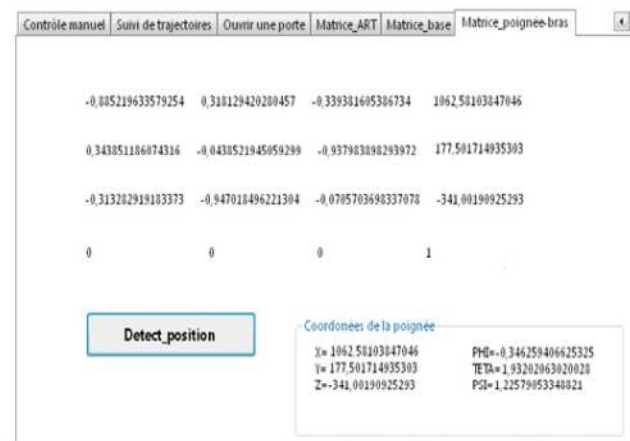 Contrôle manuel Suivi de trajectoires Ouvrir une porte Matrice_ART Matrice_base Matrice_poignée-bras
-0,885219633579254 0,318129420280457 -0,339381605386734 1062,58103847046
0,343851186074316 -0,0438521945059299 -0,937983898293972 177,501714935303
-0,313282919183373 -0,947018496221304 -0,0705703698337078 -341,00190925293
0 0 0 1
Detect_position
Coordonées de la poignée
X= 1062.58103847046 PHI=-0,346259406625325
Y= 177,501714935303 TETA=1,93202063020028
Z=-341,00190925293 PSI=1,22579053348821